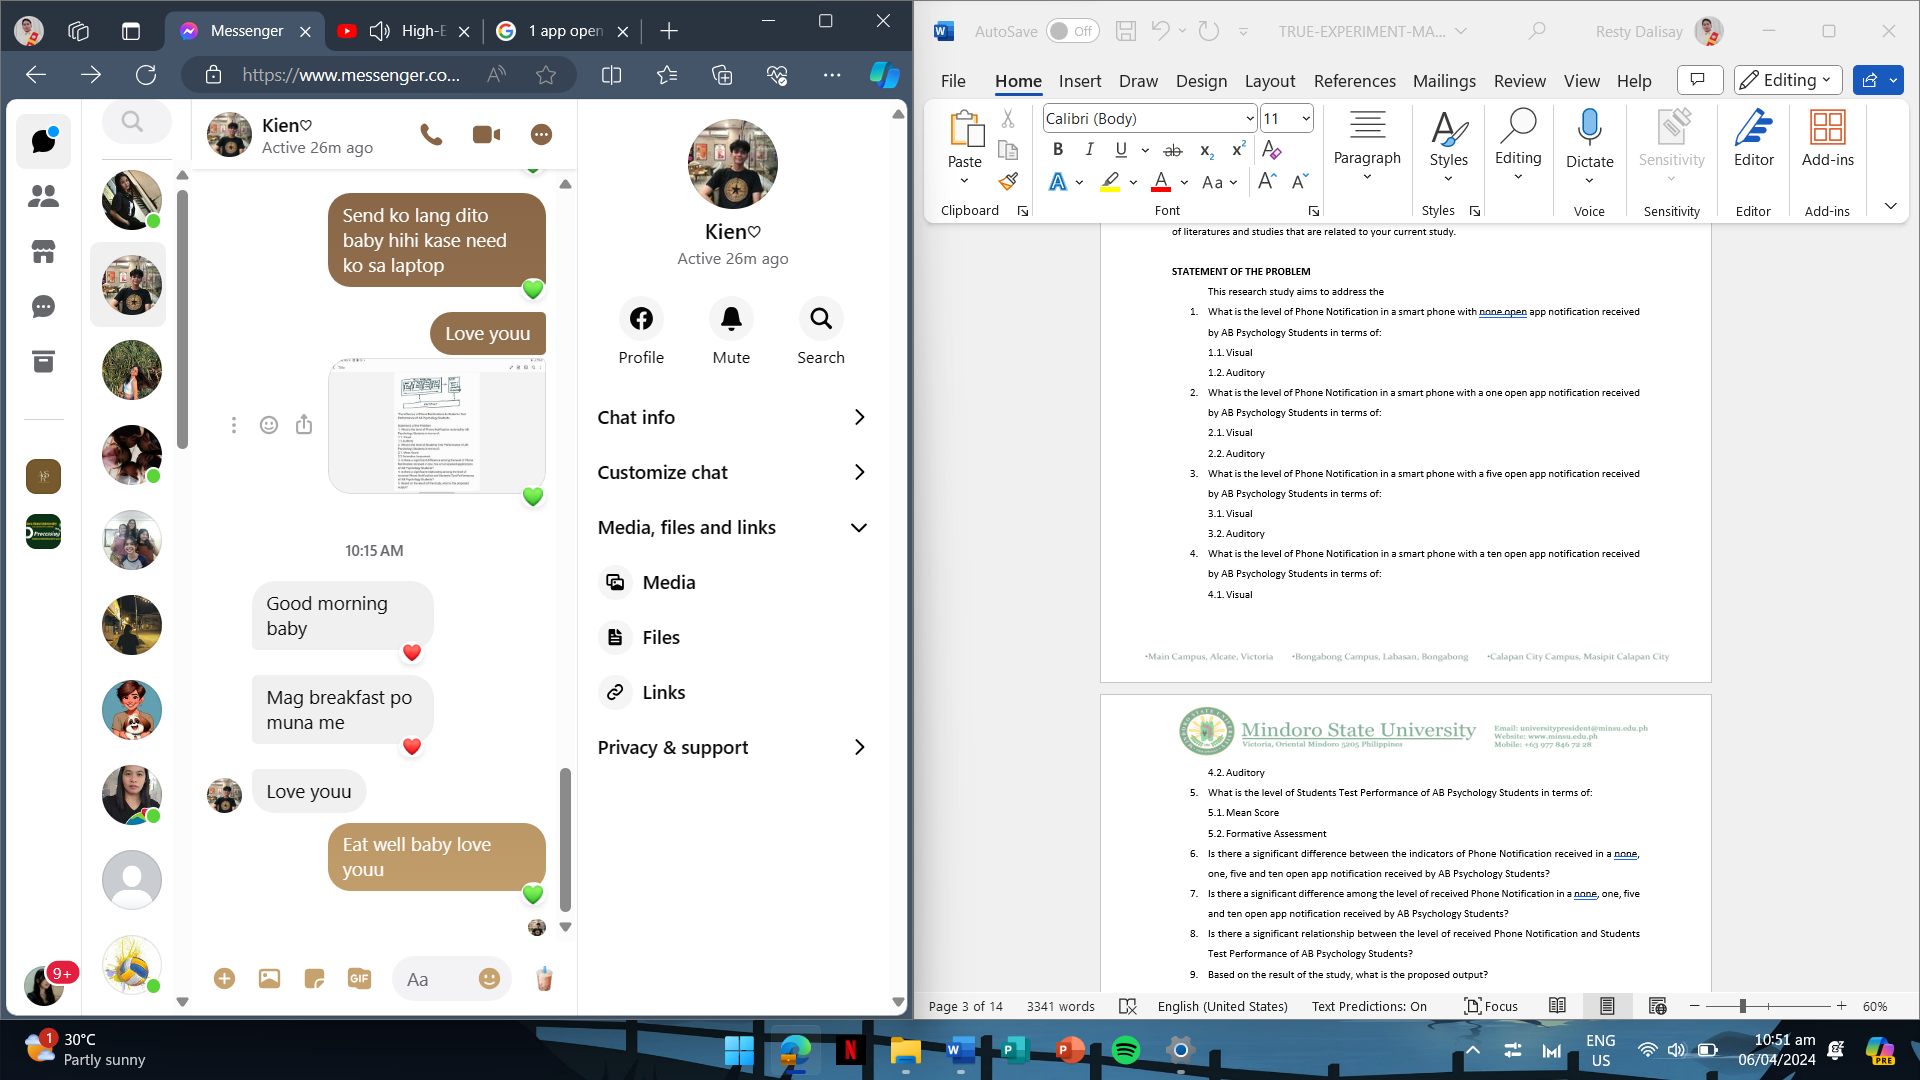 Messenger
High-E
1 app open
https://www.messenger.co...
Kien♡
Active 26m ago
Send ko lang dito
baby hihi kase need
ko sa laptop
Love youu
10:15 AM
Good morning
baby
Mag breakfast po
muna me
Love youu
Eat well baby love
youu
GIF
Aa
9+
Kien♡
Active 26m ago
Profile
Mute
Search
Chat info
Customize chat
Media, files and links
Media
Files
Links
Privacy & support
AutoSave
Off
TRUE-EXPERIMENT-MA...
Resty Dalisay
File
Home
Insert
Draw
Design
Layout
References
Mailings
Review
View
Help
Editing
Calibri (Body)
11
Paste
Paragraph
Styles
Editing
Dictate
Sensitivity
Editor
Add-ins
Clipboard
Font
Styles
Voice
Sensitivity
Editor
Add-ins
of literatures and studies that are related to your current study.
STATEMENT OF THE PROBLEM
This research study aims to address the
1. What is the level of Phone Notification in a smart phone with none open app notification received
by AB Psychology Students in terms of:
1.1. Visual
1.2. Auditory
2. What is the level of Phone Notification in a smart phone with a one open app notification received
by AB Psychology Students in terms of:
2.1. Visual
2.2. Auditory
3. What is the level of Phone Notification in a smart phone with a five open app notification received
by AB Psychology Students in terms of:
3.1. Visual
3.2. Auditory
4. What is the level of Phone Notification in a smart phone with a ten open app notification received
by AB Psychology Students in terms of:
4.1. Visual
•Main Campus, Alcate, Victoria •Bongabong Campus, Labasan, Bongabong •Calapan City Campus, Masipit Calapan City
Mindoro State University
Victoria, Oriental Mindoro 5205 Philippines
Email: universitypresident@minsu.edu.ph
Website: www.minsu.edu.ph
Mobile: +63 977 846 72 28
4.2. Auditory
5. What is the level of Students Test Performance of AB Psychology Students in terms of:
5.1. Mean Score
5.2. Formative Assessment
6. Is there a significant difference between the indicators of Phone Notification received in a none,
one, five and ten open app notification received by AB Psychology Students?
7. Is there a significant difference among the level of received Phone Notification in a none, one, five
and ten open app notification received by AB Psychology Students?
8. Is there a significant relationship between the level of received Phone Notification and Students
Test Performance of AB Psychology Students?
9. Based on the result of the study, what is the proposed output?
Page 3 of 14
3341 words
English (United States)
Text Predictions: On
Focus
60%
1
30°C
Partly sunny
ENG
US
10:51 am
06/04/2024
PRE